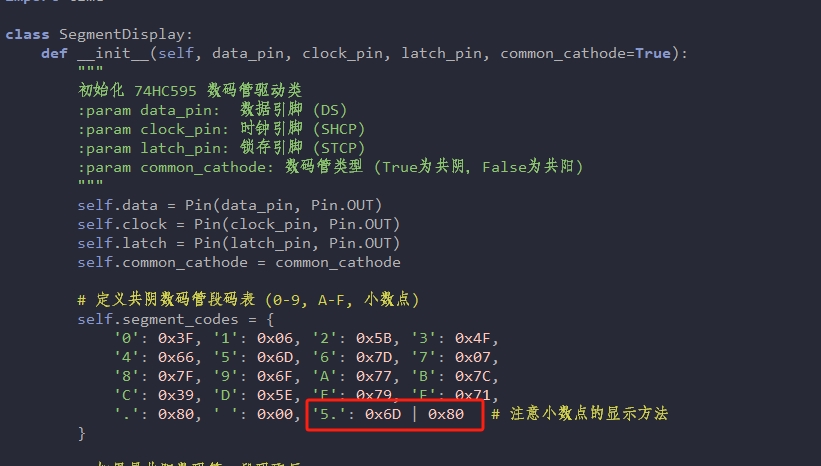 class SegmentDisplay:
    def __init__(self, data_pin, clock_pin, latch_pin, common_cathode=True):
        """
        初始化 74HC595 数码管驱动类
        :param data_pin:  数据引脚 (DS)
        :param clock_pin: 时钟引脚 (SHCP)
        :param latch_pin: 锁存引脚 (STCP)
        :param common_cathode: 数码管类型 (True为共阴, False为共阳)
        """
        self.data = Pin(data_pin, Pin.OUT)
        self.clock = Pin(clock_pin, Pin.OUT)
        self.latch = Pin(latch_pin, Pin.OUT)
        self.common_cathode = common_cathode
        # 定义共阴数码管段码表 (0-9, A-F, 小数点)
        self.segment_codes = {
            '0': 0x3F, '1': 0x06, '2': 0x5B, '3': 0x4F,
            '4': 0x66, '5': 0x6D, '6': 0x7D, '7': 0x07,
            '8': 0x7F, '9': 0x6F, 'A': 0x77, 'B': 0x7C,
            'C': 0x39, 'D': 0x5E, 'E': 0x79, 'F': 0x71,
            '.': 0x80, ' ': 0x00, '5.': 0x6D | 0x80  # 注意小数点的显示方法
        }